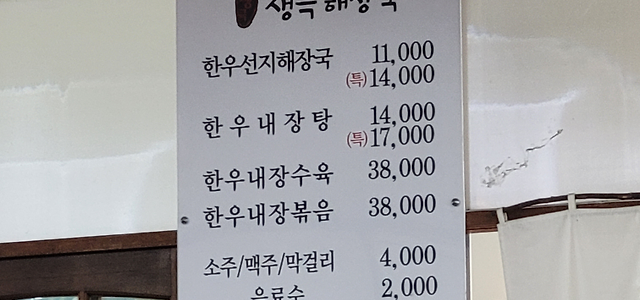 생극 해장국
한우선지해장국 11,000
(특)14,000
한우내장탕 14,000
(특)17,000
한우내장수육 38,000
한우내장볶음 38,000
소주/맥주/막걸리 4,000
음료수 2,000